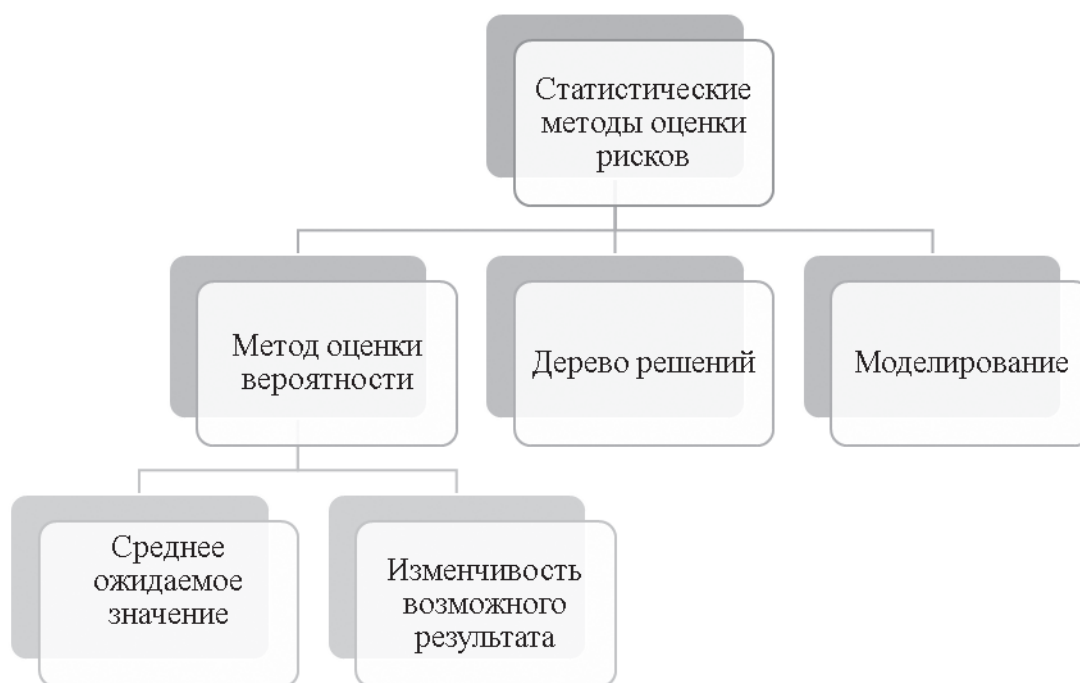 Статистические
методы оценки
рисков
Метод оценки
вероятности
Дерево решений
Моделирование
Среднее
ожидаемое
значение
Изменчивость
возможного
результата